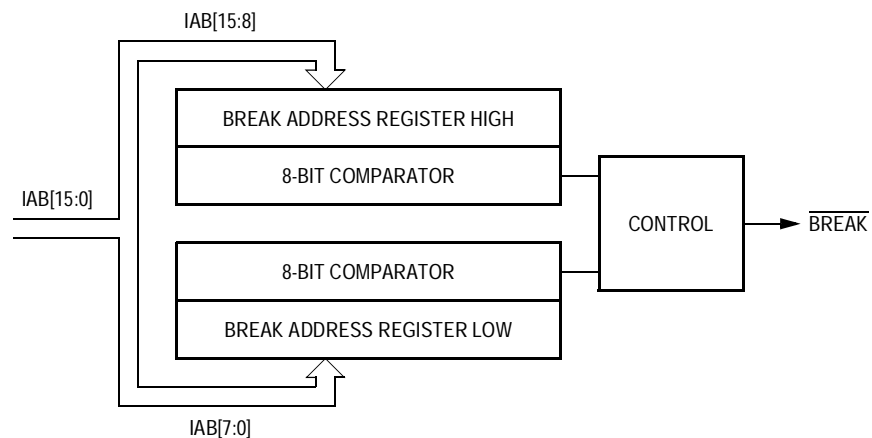 IAB[15:8]
BREAK ADDRESS REGISTER HIGH
8-BIT COMPARATOR
IAB[15:0]
CONTROL
BREAK
8-BIT COMPARATOR
BREAK ADDRESS REGISTER LOW
IAB[7:0]